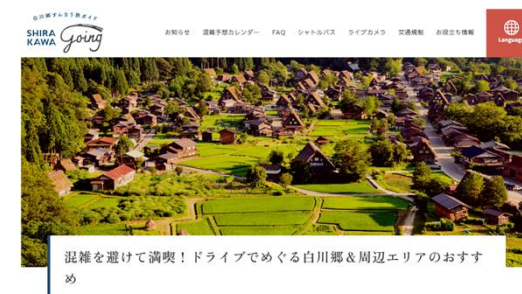 白川郷すんなり旅ガイド
SHIRA
KAWA Going
お知らせ 混雑予想カレンダー FAQ シャトルバス ライブカメラ 交通規制 お役立ち情報
Language
混雑を避けて満喫！ドライブでめぐる白川郷＆周辺エリアのおすす
め